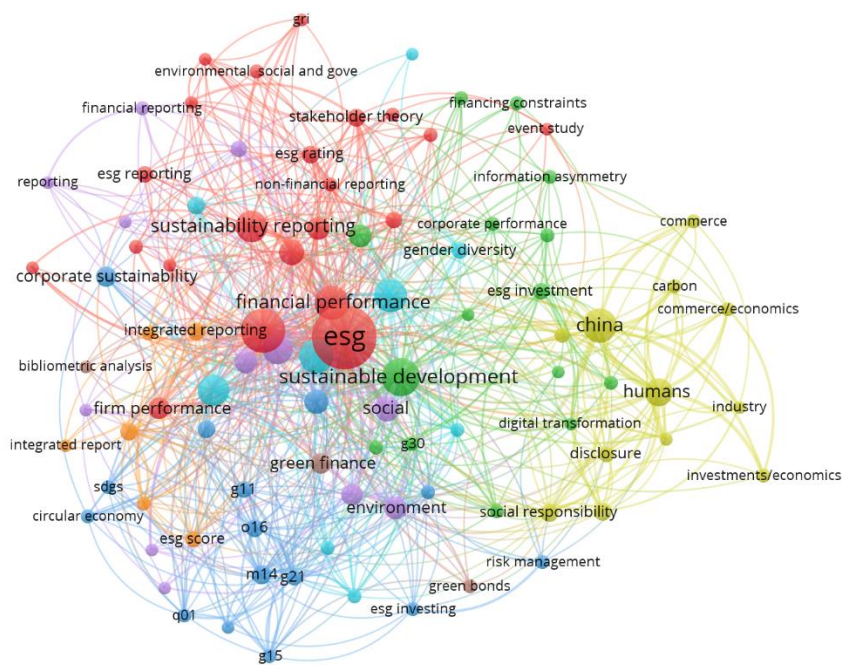 gri
environmental, social and gove
financial reporting
stakeholder theory
financing constraints
event study
esg rating
esg reporting
reporting
non-financial reporting
information asymmetry
sustainability reporting
corporate performance
commerce
gender diversity
corporate sustainability
carbon
esg investment
financial performance
commerce/economics
integrated reporting
esg
china
bibliometric analysis
sustainable development
humans
firm performance
social
industry
digital transformation
integrated report
g30
disclosure
green finance
g11
sdgs
investments/economics
circular economy
environment
social responsibility
o16
esg score
risk management
m14
g21
green bonds
q01
esg investing
g15